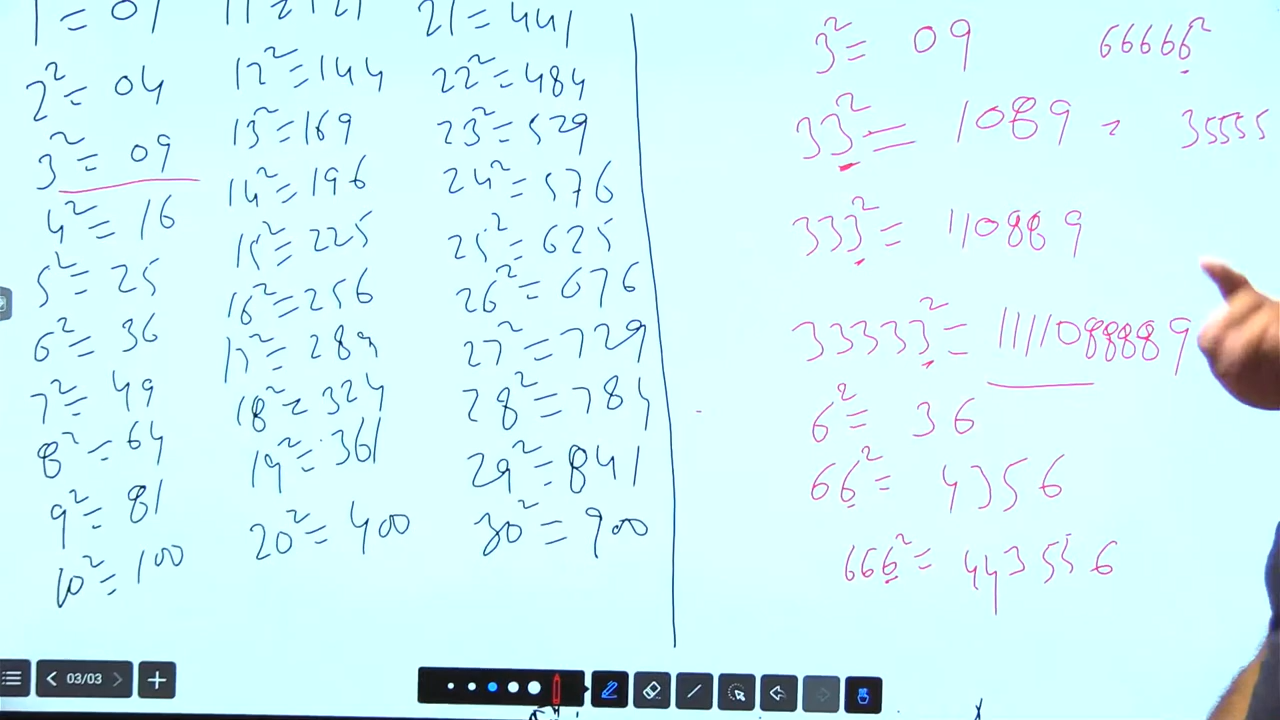 1 = 01
2² = 04
3² = 09
4² = 16
5² = 25
6² = 36
7² = 49
8² = 64
9² = 81
10² = 100
12² = 144
13² = 169
14² = 196
15² = 225
16² = 256
17² = 289
18² = 324
19² = 361
20² = 400
21 = 441
22² = 484
23² = 529
24² = 576
25² = 625
26² = 676
27² = 729
28² = 784
29² = 841
30² = 900
3² = 09
33² = 1089
333² = 110889
33333² = 1111088889
6² = 36
66² = 4356
666² = 443556
66666²
= 35555
03/03